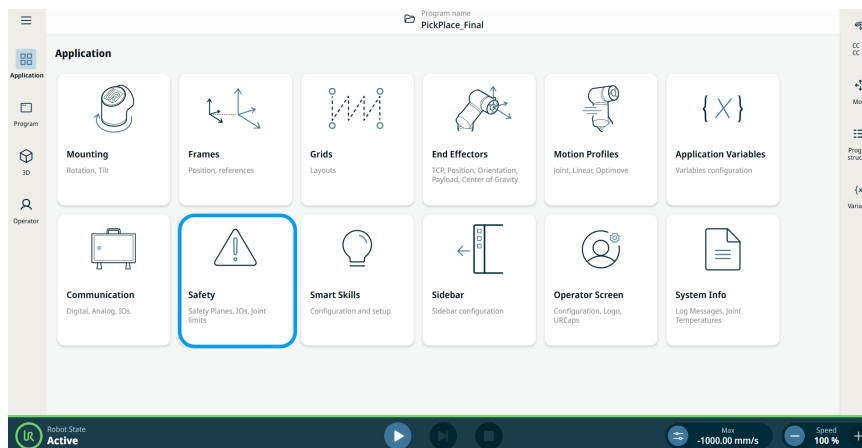 Program name
PickPlace_Final
Application
Application
Program
3D
Operator
Mounting
Rotation, Tilt
Frames
Position, references
Grids
Layouts
End Effectors
TCP, Position, Orientation,
Payload, Center of Gravity
Motion Profiles
Joint, Linear, Optimove
Application Variables
Variables configuration
Communication
Digital, Analog, IOs.
Safety
Safety Planes, IOs, Joint
limits
Smart Skills
Configuration and setup
Sidebar
Sidebar configuration
Operator Screen
Configuration, Logo,
URCaps
System Info
Log Messages, Joint
Temperatures
CC
CC
Robot State
Active
Max
-1000.00 mm/s
Speed
100 %